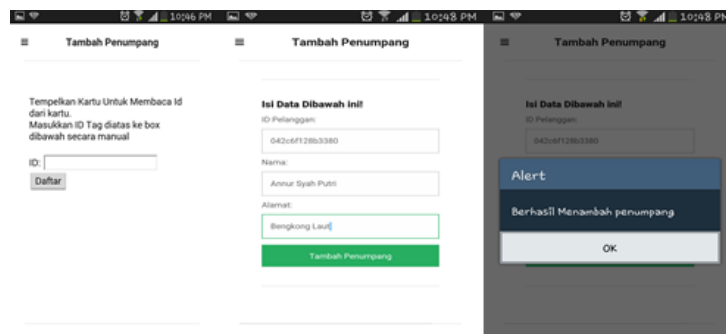 10:46 PM
Tambah Penumpang
Tempelkan Kartu Untuk Membaca Id
dari kartu.
Masukkan ID Tag diatas ke box
dibawah secara manual
ID:
Daftar
10:48 PM
Tambah Penumpang
Isi Data Dibawah ini!
ID Pelanggan:
042c6f128b3380
Nama:
Annur Syah Putri
Alamat:
Bengkong Laut
Tambah Penumpang
10:48 PM
Tambah Penumpang
Isi Data Dibawah ini!
ID Pelanggan:
042c6f128b3380
Alert
Berhasil Menambah penumpang
OK